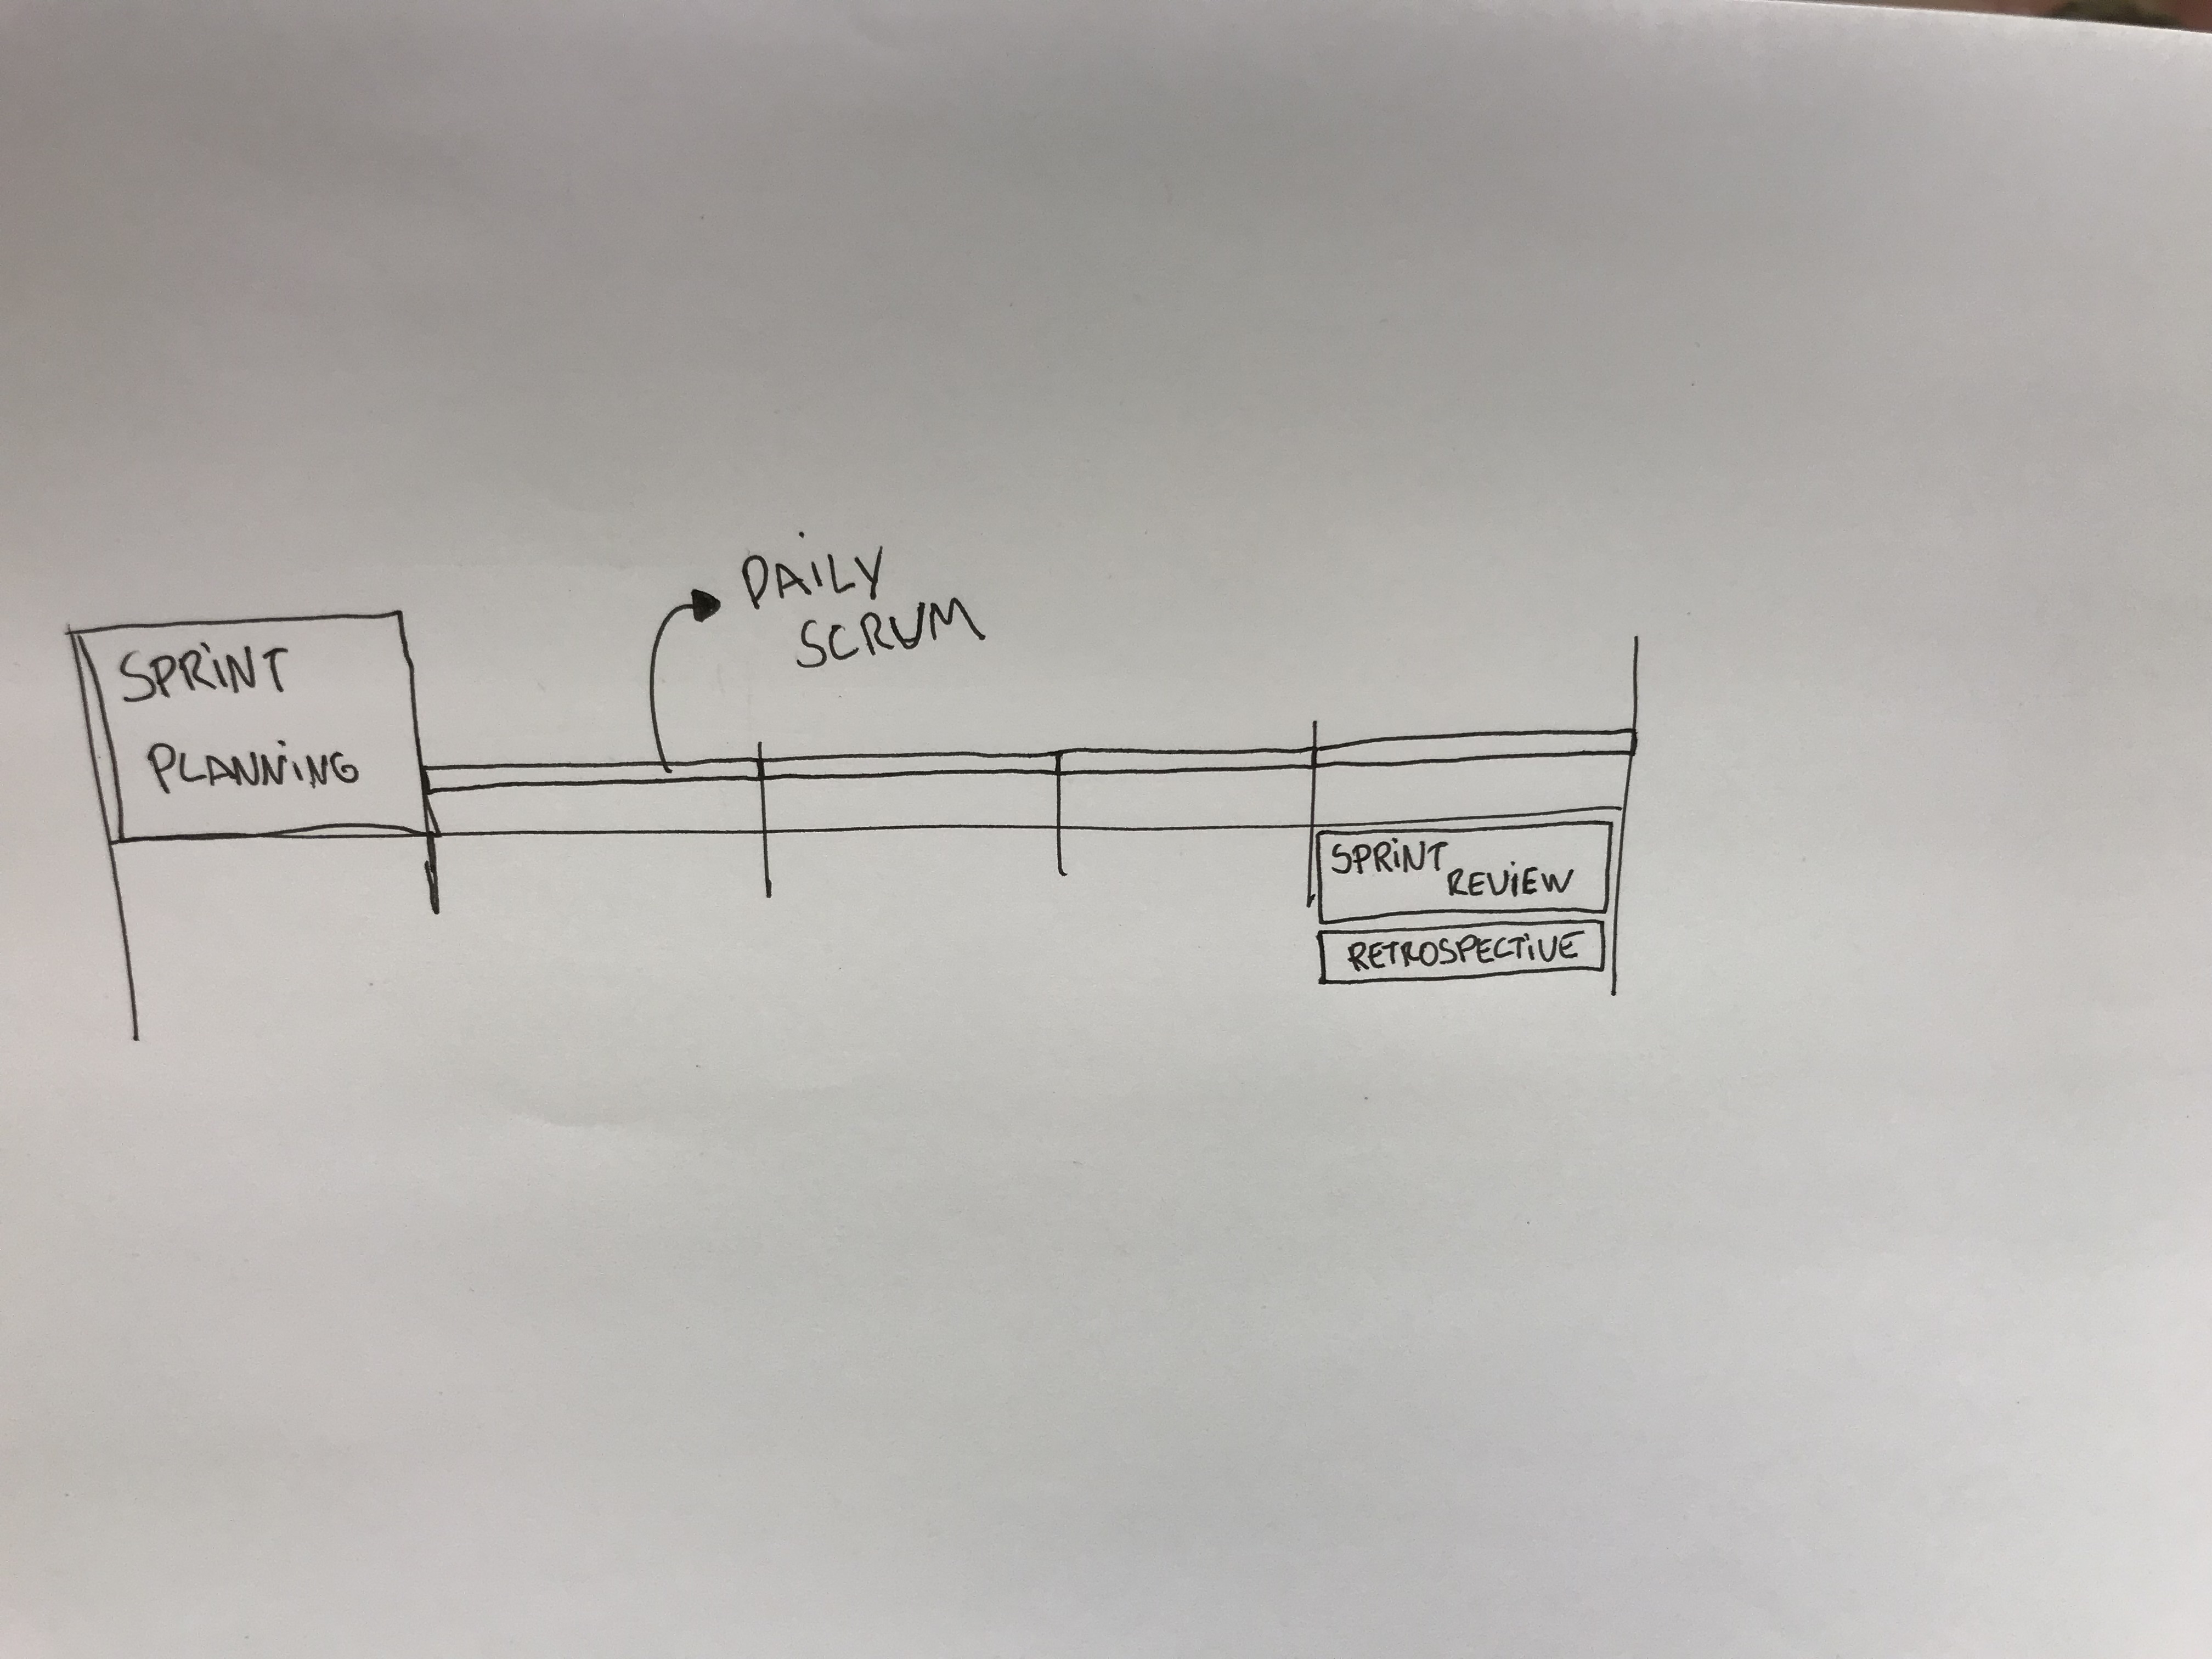 DAILY
SCRUM
SPRINT
PLANNING
SPRINT
REVIEW
RETROSPECTIVE